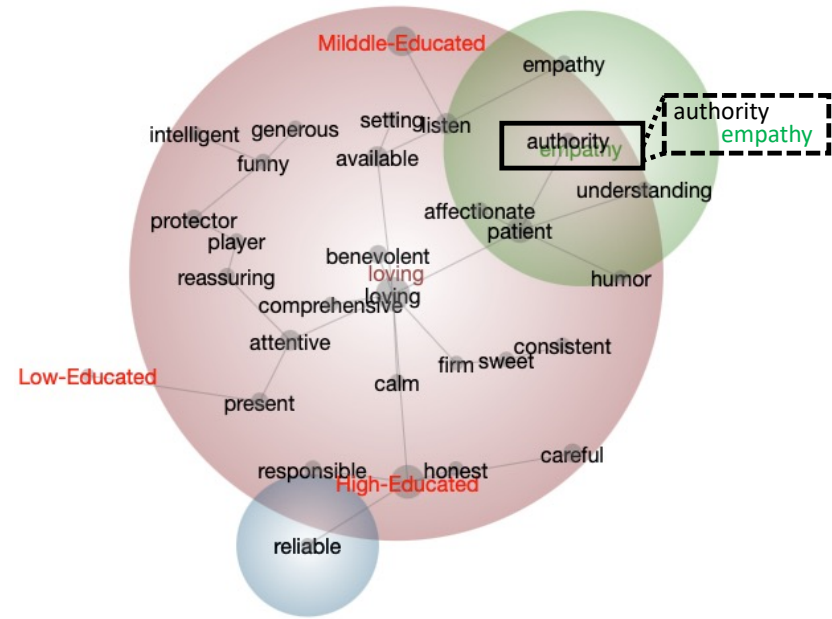 Milddle-Educated
empathy
authority
empathy
setting
listen
intelligent
generous
authority
empathy
funny
available
understanding
affectionate
protector
patient
player
benevolent
loving
reassuring
humor
loving
comprehensive
attentive
consistent
firm
sweet
Low-Educated
calm
present
careful
responsible
honest
High-Educated
reliable